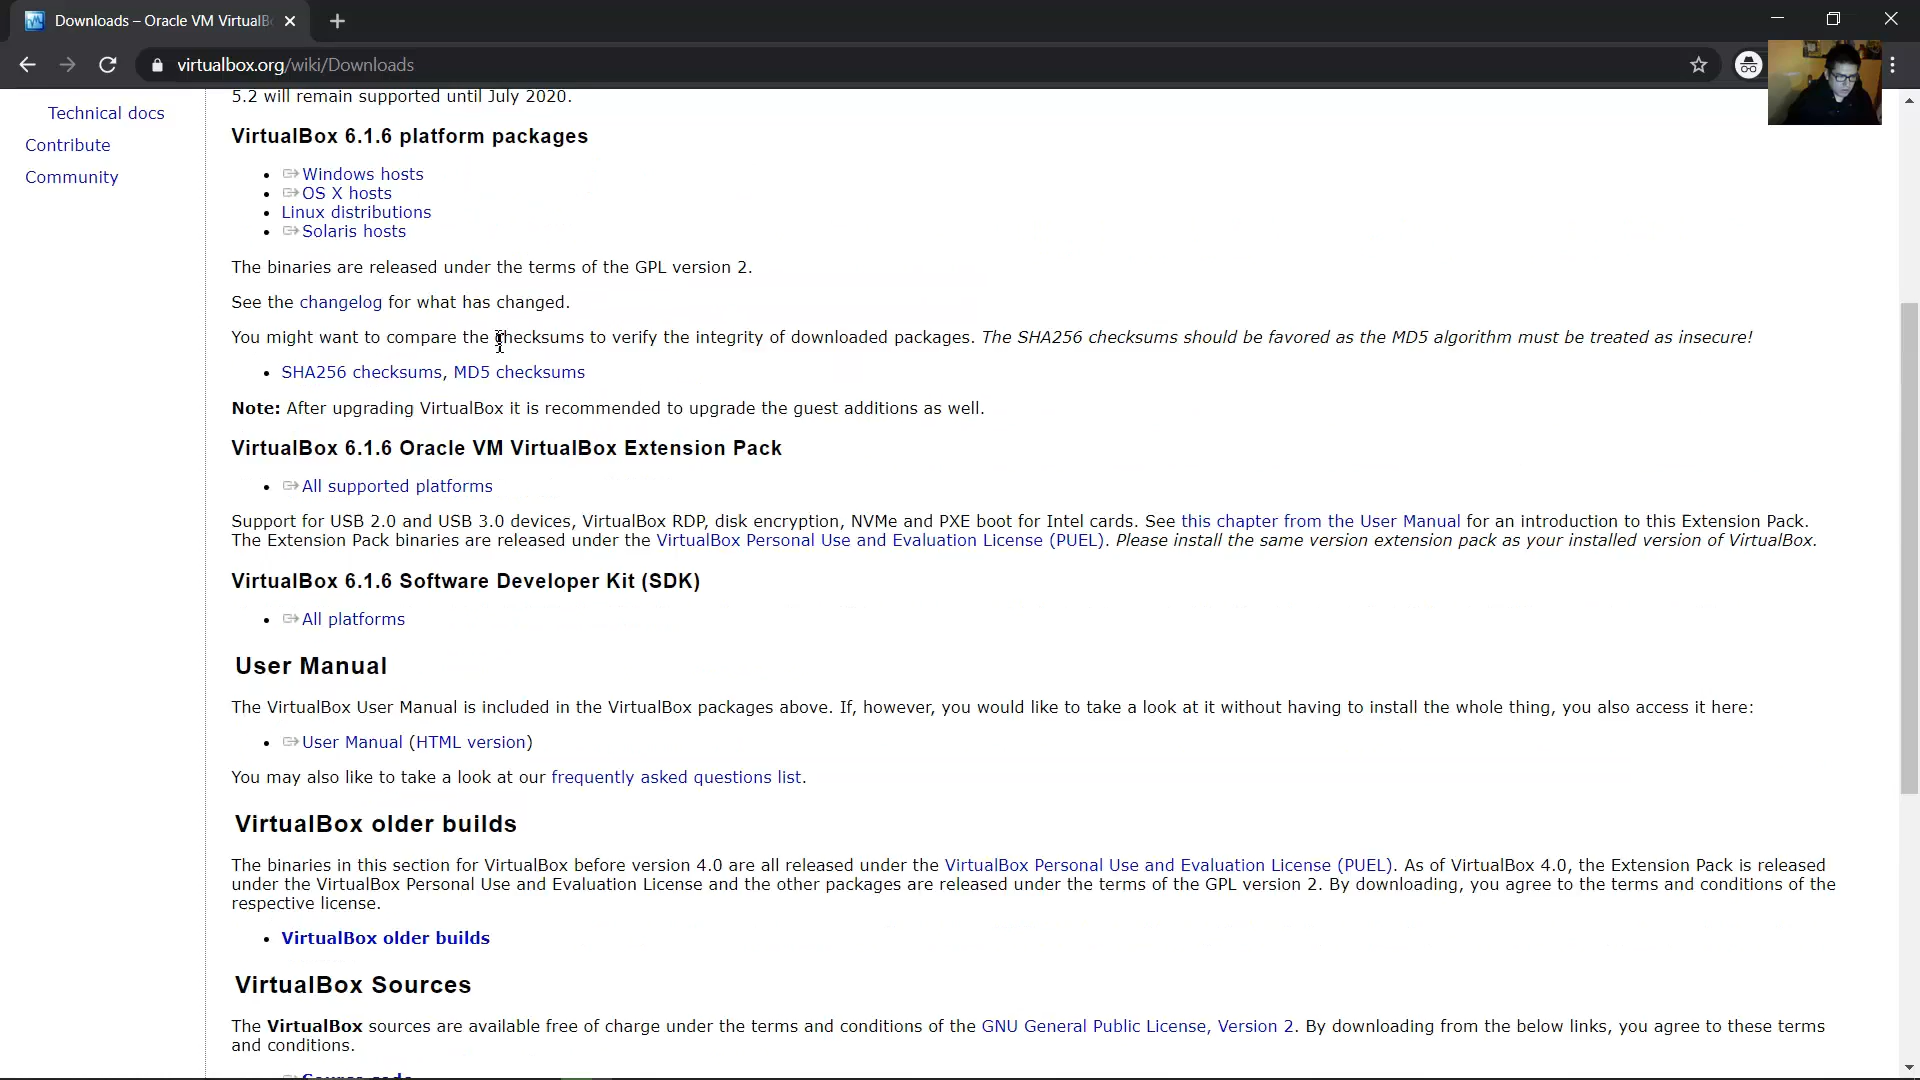 Downloads – Oracle VM VirtualB
virtualbox.org/wiki/Downloads
Technical docs
Contribute
Community
5.2 will remain supported until July 2020.
VirtualBox 6.1.6 platform packages
Windows hosts
OS X hosts
Linux distributions
Solaris hosts
The binaries are released under the terms of the GPL version 2.
See the changelog for what has changed.
You might want to compare the checksums to verify the integrity of downloaded packages. The SHA256 checksums should be favored as the MD5 algorithm must be treated as insecure!
SHA256 checksums, MD5 checksums
Note: After upgrading VirtualBox it is recommended to upgrade the guest additions as well.
VirtualBox 6.1.6 Oracle VM VirtualBox Extension Pack
All supported platforms
Support for USB 2.0 and USB 3.0 devices, VirtualBox RDP, disk encryption, NVMe and PXE boot for Intel cards. See this chapter from the User Manual for an introduction to this Extension Pack.
The Extension Pack binaries are released under the VirtualBox Personal Use and Evaluation License (PUEL). Please install the same version extension pack as your installed version of VirtualBox.
VirtualBox 6.1.6 Software Developer Kit (SDK)
All platforms
User Manual
The VirtualBox User Manual is included in the VirtualBox packages above. If, however, you would like to take a look at it without having to install the whole thing, you also access it here:
User Manual (HTML version)
You may also like to take a look at our frequently asked questions list.
VirtualBox older builds
The binaries in this section for VirtualBox before version 4.0 are all released under the VirtualBox Personal Use and Evaluation License (PUEL). As of VirtualBox 4.0, the Extension Pack is released
under the VirtualBox Personal Use and Evaluation License and the other packages are released under the terms of the GPL version 2. By downloading, you agree to the terms and conditions of the
respective license.
VirtualBox older builds
VirtualBox Sources
The VirtualBox sources are available free of charge under the terms and conditions of the GNU General Public License, Version 2. By downloading from the below links, you agree to these terms
and conditions.
Source code